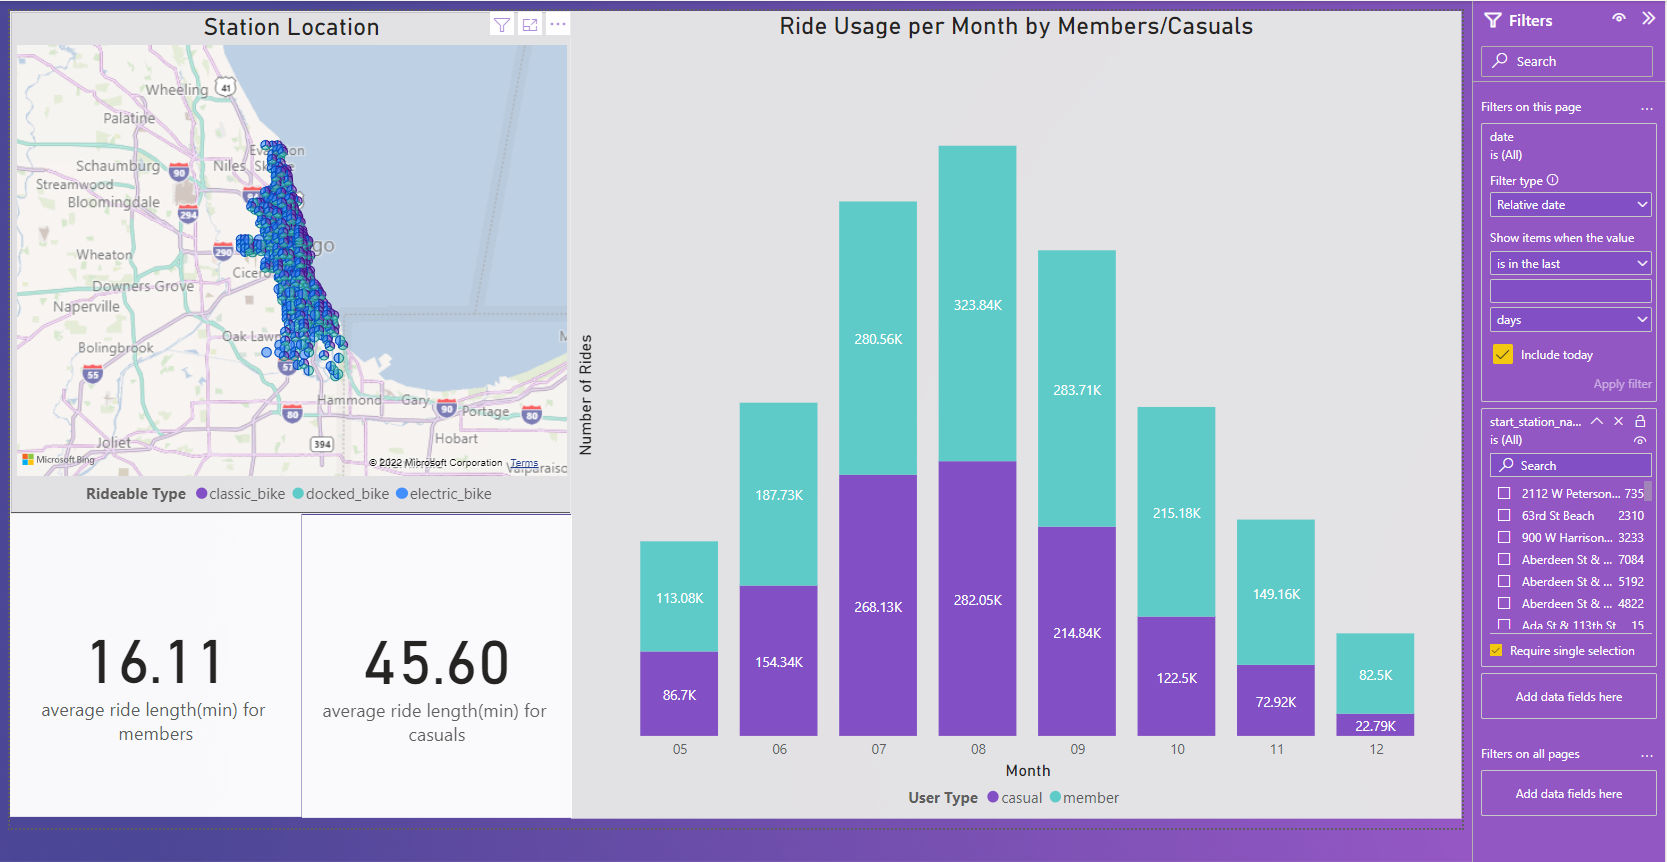 Station Location
Wheeling
41
Palatine
Schaumburg
90
Niles
Streamwood
Bloomingdale
294
290
go
Wheaton
Cicero
Downers Grove
Naperville
Oak Lawn
Bolingbrook
57
55
Hammond
Gary
90
Portage
80
80
Joliet
394
Hobart
Valparaiso
Microsoft Bing
© 2022 Microsoft Corporation Terms
Rideable Type classic_bike docked_bike electric_bike
16.11
average ride length(min) for
members
45.60
average ride length(min) for
casuals
Ride Usage per Month by Members/Casuals
Number of Rides
323.84K
280.56K
283.71K
187.73K
215.18K
113.08K
149.16K
268.13K
282.05K
214.84K
82.5K
154.34K
122.5K
86.7K
72.92K
22.79K
05 06 07 08 09 10 11 12
Month
User Type casual member
Filters
Search
Filters on this page
date
is (All)
Filter type
Relative date
Show items when the value
is in the last
days
Include today
Apply filter
start_station_na...
is (All)
Search
2112 W Peterson... 735
63rd St Beach 2310
900 W Harrison... 3233
Aberdeen St & ... 7084
Aberdeen St & ... 5192
Aberdeen St & ... 4822
Ada St & 113th St 15
Require single selection
Add data fields here
Filters on all pages
Add data fields here